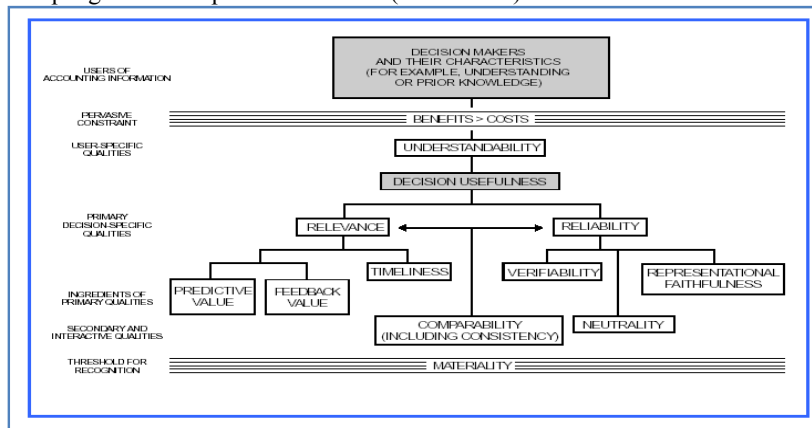 DECISION MAKERS
AND THEIR CHARACTERISTICS
(FOR EXAMPLE, UNDERSTANDING
OR PRIOR KNOWLEDGE)
USERS OF
ACCOUNTING INFORMATION
PERVASIVE
CONSTRAINT
BENEFITS > COSTS
USER-SPECIFIC
QUALITIES
UNDERSTANDABILITY
DECISION USEFULNESS
PRIMARY
DECISION-SPECIFIC
QUALITIES
RELEVANCE
RELIABILITY
TIMELINESS
VERIFIABILITY
REPRESENTATIONAL
FAITHFULNESS
INGREDIENTS OF
PRIMARY QUALITIES
PREDICTIVE
VALUE
FEEDBACK
VALUE
SECONDARY AND
INTERACTIVE QUALITIES
COMPARABILITY
(INCLUDING CONSISTENCY)
NEUTRALITY
THRESHOLD FOR
RECOGNITION
MATERIALITY